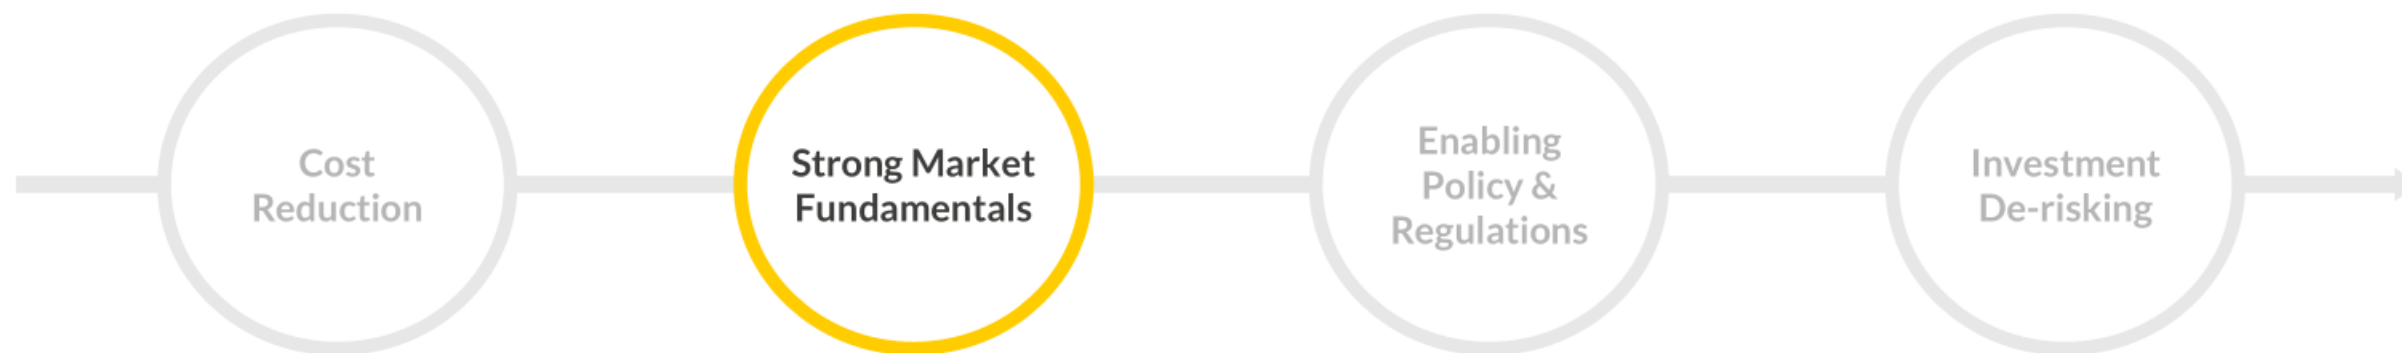 Cost
Reduction
Strong Market
Fundamentals
Enabling
Policy &
Regulations
Investment
De-risking